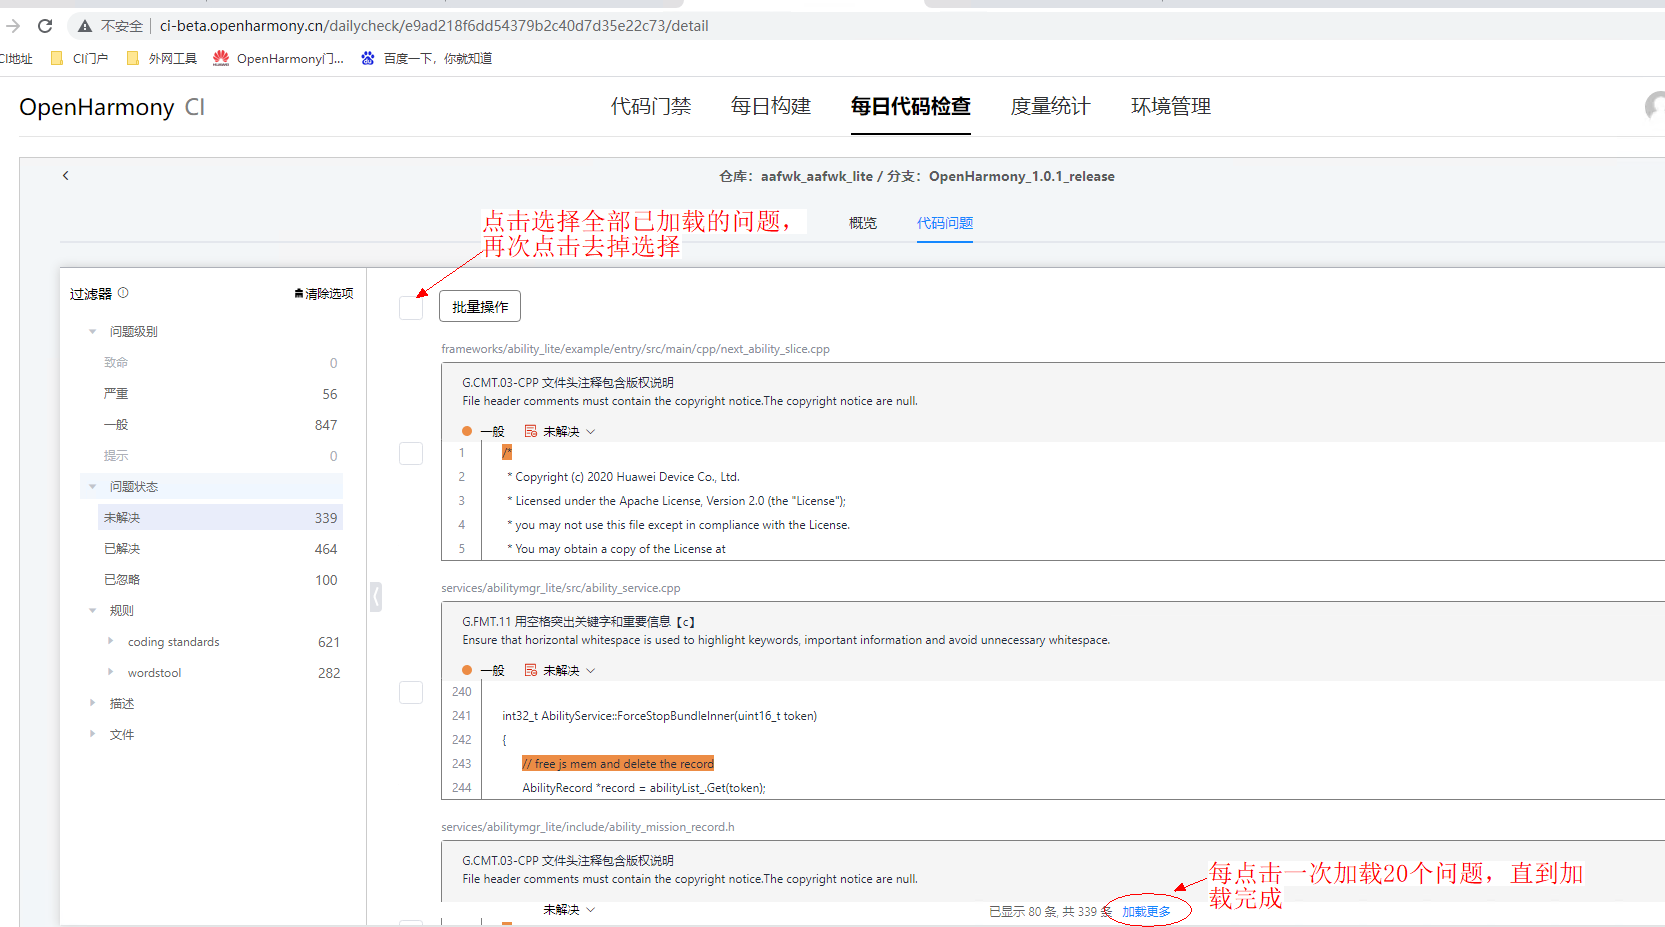 不安全 ci-beta.openharmony.cn/dailycheck/e9ad218f6dd54379b2c40d7d35e22c73/detail
CI地址 CI门户 外网工具 OpenHarmony门... 百度一下，你就知道
OpenHarmony CI 代码门禁 每日构建 每日代码检查 度量统计 环境管理
仓库：aafwk_aafwk_lite / 分支：OpenHarmony_1.0.1_release
概览 代码问题
点击选择全部已加载的问题，
再次点击去掉选择
过滤器 清除选项
问题级别
致命 0
严重 56
一般 847
提示 0
问题状态
未解决 339
已解决 464
已忽略 100
规则
coding standards 621
wordstool 282
描述
文件
批量操作
frameworks/ability_lite/example/entry/src/main/cpp/next_ability_slice.cpp
G.CMT.03-CPP 文件头注释包含版权说明
File header comments must contain the copyright notice.The copyright notice are null.
一般 未解决
1 /*
2 * Copyright (c) 2020 Huawei Device Co., Ltd.
3 * Licensed under the Apache License, Version 2.0 (the "License");
4 * you may not use this file except in compliance with the License.
5 * You may obtain a copy of the License at
services/abilitymgr_lite/src/ability_service.cpp
G.FMT.11 用空格突出关键字和重要信息【c】
Ensure that horizontal whitespace is used to highlight keywords, important information and avoid unnecessary whitespace.
一般 未解决
240
241 int32_t AbilityService::ForceStopBundleInner(uint16_t token)
242 {
243 // free js mem and delete the record
244 AbilityRecord *record = abilityList_.Get(token);
services/abilitymgr_lite/include/ability_mission_record.h
G.CMT.03-CPP 文件头注释包含版权说明
File header comments must contain the copyright notice.The copyright notice are null.
未解决
已显示 80 条, 共 339 条 加载更多
每点击一次加载20个问题，直到加
载完成